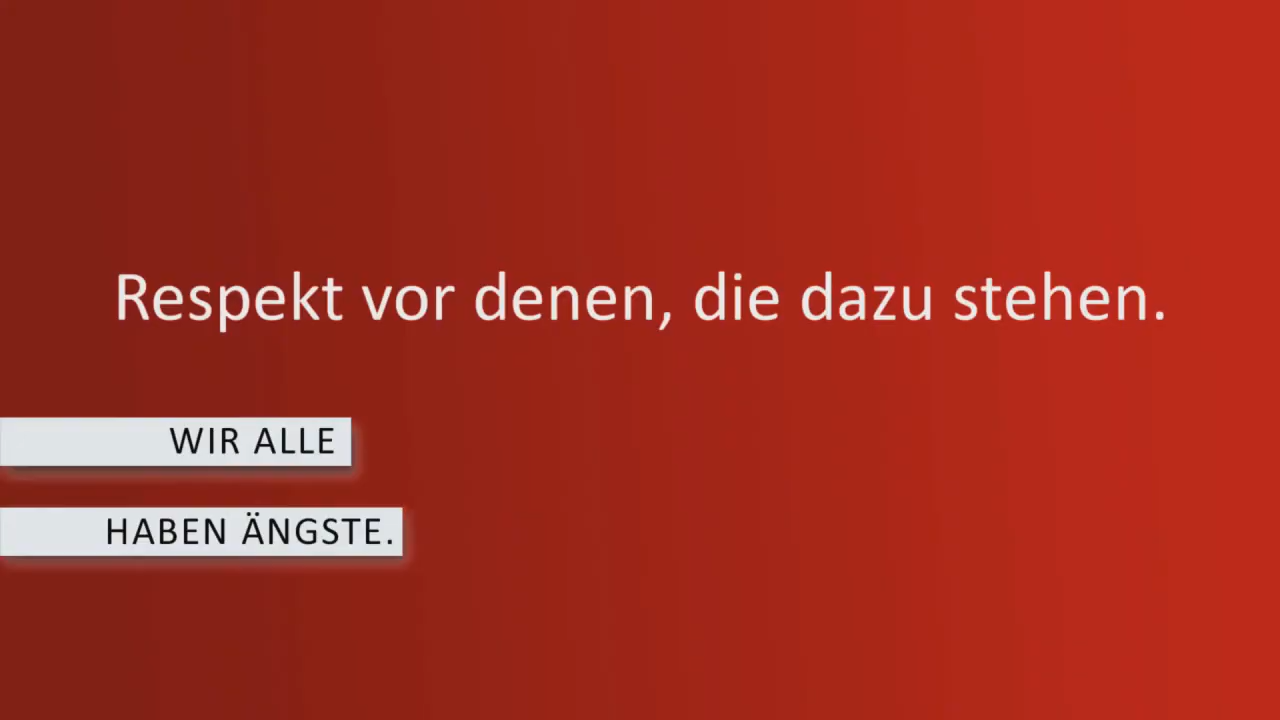 Respekt vor denen, die dazu stehen.
WIR ALLE
HABEN ÄNGSTE.